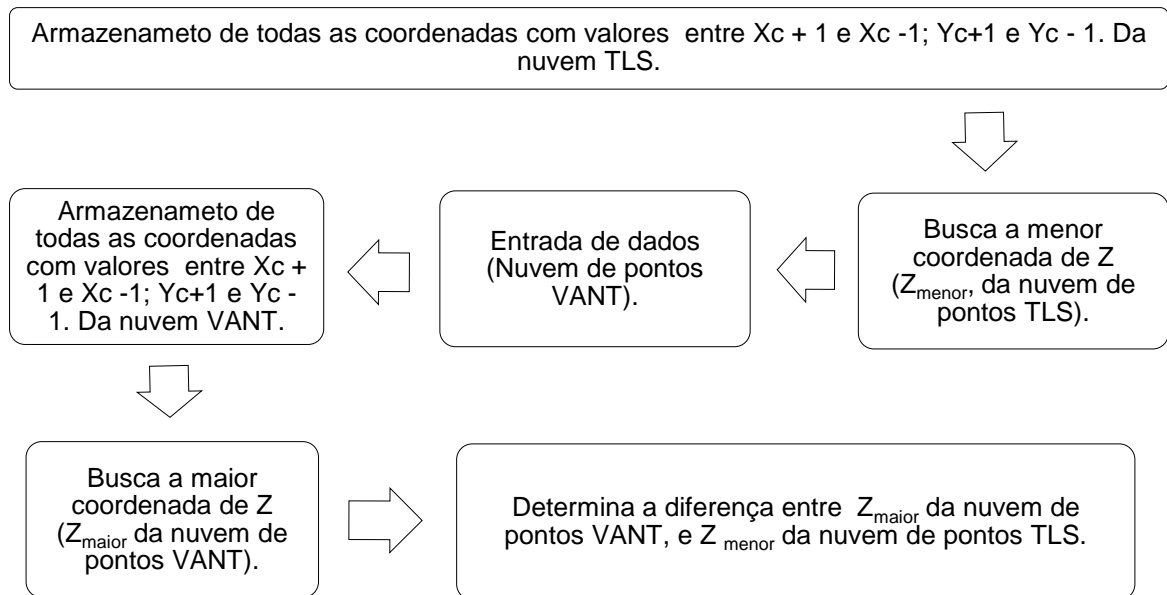 Armazenameto de todas as coordenadas com valores entre Xc + 1 e Xc -1; Yc+1 e Yc - 1. Da
nuvem TLS.
Busca a menor
coordenada de Z
(Zmenor, da nuvem de
pontos TLS).
Entrada de dados
(Nuvem de pontos
VANT).
Armazenameto de
todas as coordenadas
com valores entre Xc +
1 e Xc -1; Yc+1 e Yc -
1. Da nuvem VANT.
Busca a maior
coordenada de Z
(Zmaior da nuvem de
pontos VANT).
Determina a diferença entre Zmaior da nuvem de
pontos VANT, e Z menor da nuvem de pontos TLS.